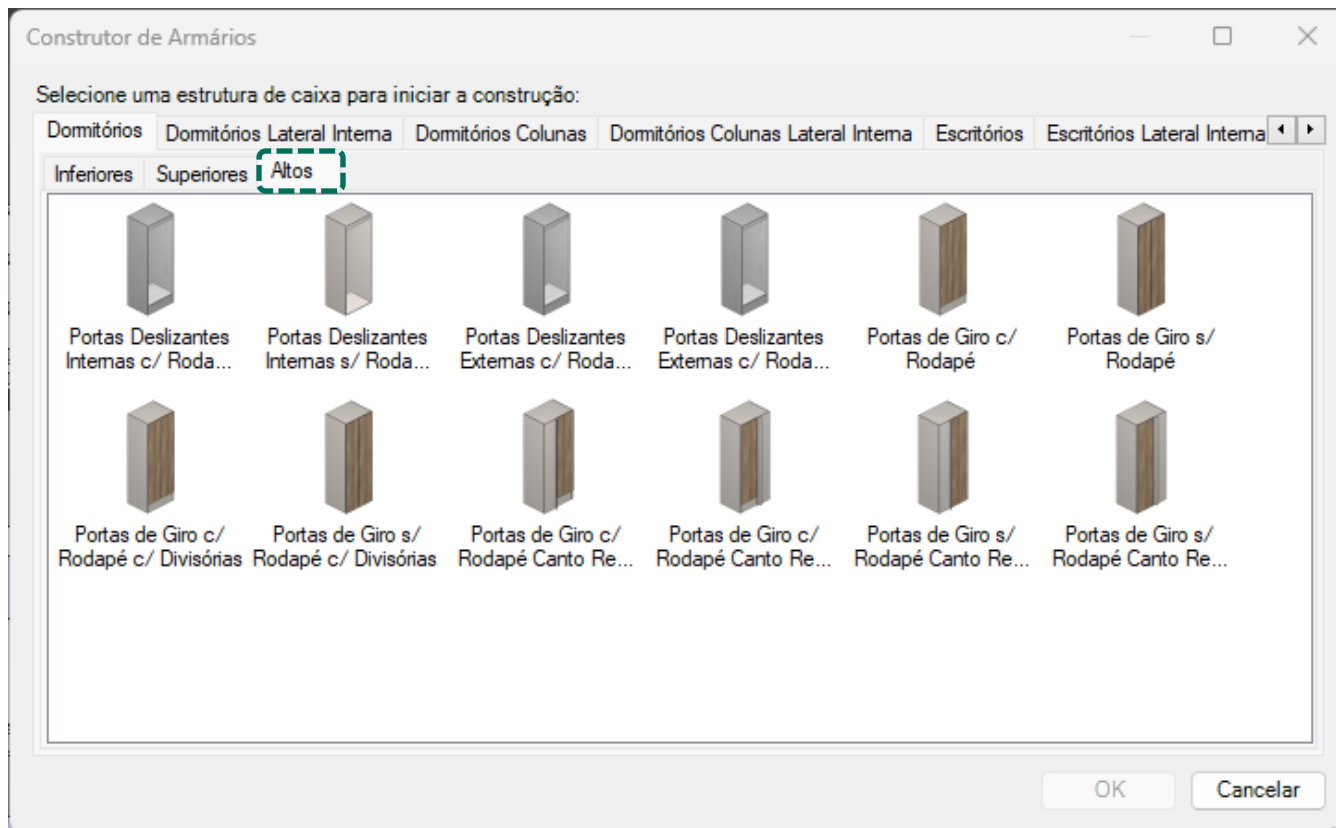 Construtor de Armários
Selecione uma estrutura de caixa para iniciar a construção:
Dormitórios Dormitórios Lateral Interna Dormitórios Colunas Dormitórios Colunas Lateral Interna Escritórios Escritórios Lateral Interna
Inferiores Superiores Altos
Portas Deslizantes
Internas c/ Roda...
Portas Deslizantes
Internas s/ Roda...
Portas Deslizantes
Externas c/ Roda...
Portas Deslizantes
Externas c/ Roda...
Portas de Giro c/
Rodapé
Portas de Giro s/
Rodapé
Portas de Giro c/
Rodapé c/ Divisórias
Portas de Giro s/
Rodapé c/ Divisórias
Portas de Giro c/
Rodapé Canto Re...
Portas de Giro c/
Rodapé Canto Re...
Portas de Giro s/
Rodapé Canto Re...
Portas de Giro s/
Rodapé Canto Re...
OK Cancelar